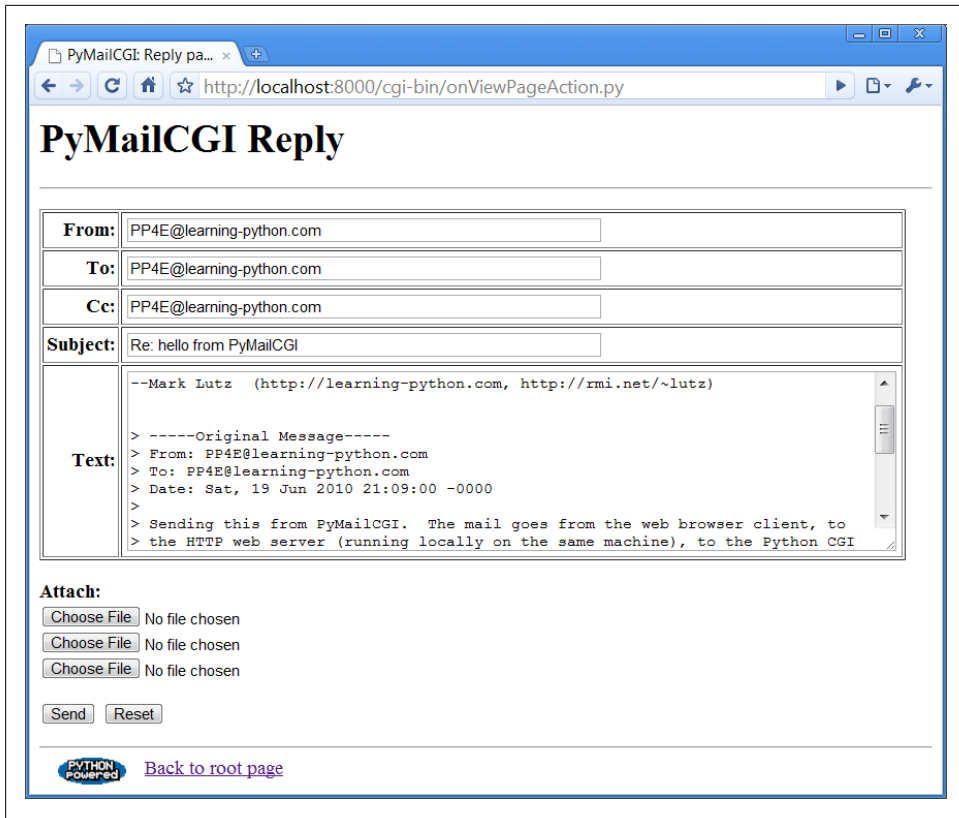 PyMailCGI: Reply pa...
http://localhost:8000/cgi-bin/onViewPageAction.py
PyMailCGI Reply
From: PP4E@learning-python.com
To: PP4E@learning-python.com
Cc: PP4E@learning-python.com
Subject: Re: hello from PyMailCGI
Text:
--Mark Lutz  (http://learning-python.com, http://rmi.net/~lutz)
> -----Original Message-----
> From: PP4E@learning-python.com
> To: PP4E@learning-python.com
> Date: Sat, 19 Jun 2010 21:09:00 -0000
>
> Sending this from PyMailCGI.  The mail goes from the web browser client, to
> the HTTP web server (running locally on the same machine), to the Python CGI
Attach:
Choose File No file chosen
Choose File No file chosen
Choose File No file chosen
Send Reset
PYTHON
Powered
Back to root page